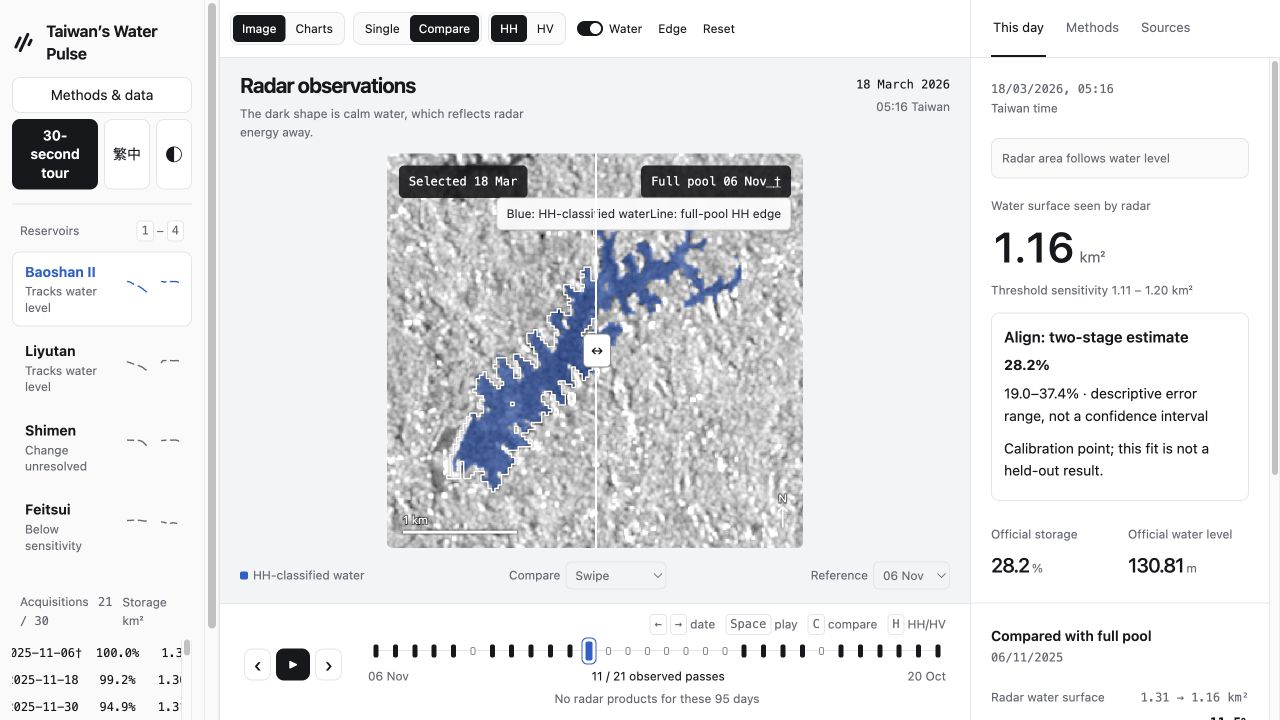 Taiwan's Water
Pulse
Methods & data
30-
second
tour
繁中
Reservoirs 1 – 4
Baoshan II
Tracks water
level
Liyutan
Tracks water
level
Shimen
Change
unresolved
Feitsui
Below
sensitivity
Acquisitions 21 Storage
/ 30 km²
025-11-06† 100.0% 1.3
025-11-18 99.2%
025-11-30 94.9% 1.3
Image Charts Single Compare HH HV Water Edge Reset
Radar observations
The dark shape is calm water, which reflects radar
energy away.
18 March 2026
05:16 Taiwan
Selected 18 Mar
Full pool 06 Nov †
Blue: HH-classified waterLine: full-pool HH edge
N
1 km
HH-classified water Compare Swipe Reference 06 Nov
← → date Space play C compare H HH/HV
06 Nov 11 / 21 observed passes 20 Oct
No radar products for these 95 days
This day Methods Sources
18/03/2026, 05:16
Taiwan time
Radar area follows water level
Water surface seen by radar
1.16 km²
Threshold sensitivity 1.11 – 1.20 km²
Align: two-stage estimate
28.2%
19.0–37.4% · descriptive error
range, not a confidence interval
Calibration point; this fit is not a
held-out result.
Official storage Official water level
28.2 % 130.81 m
Compared with full pool
06/11/2025
Radar water surface 1.31 → 1.16 km²